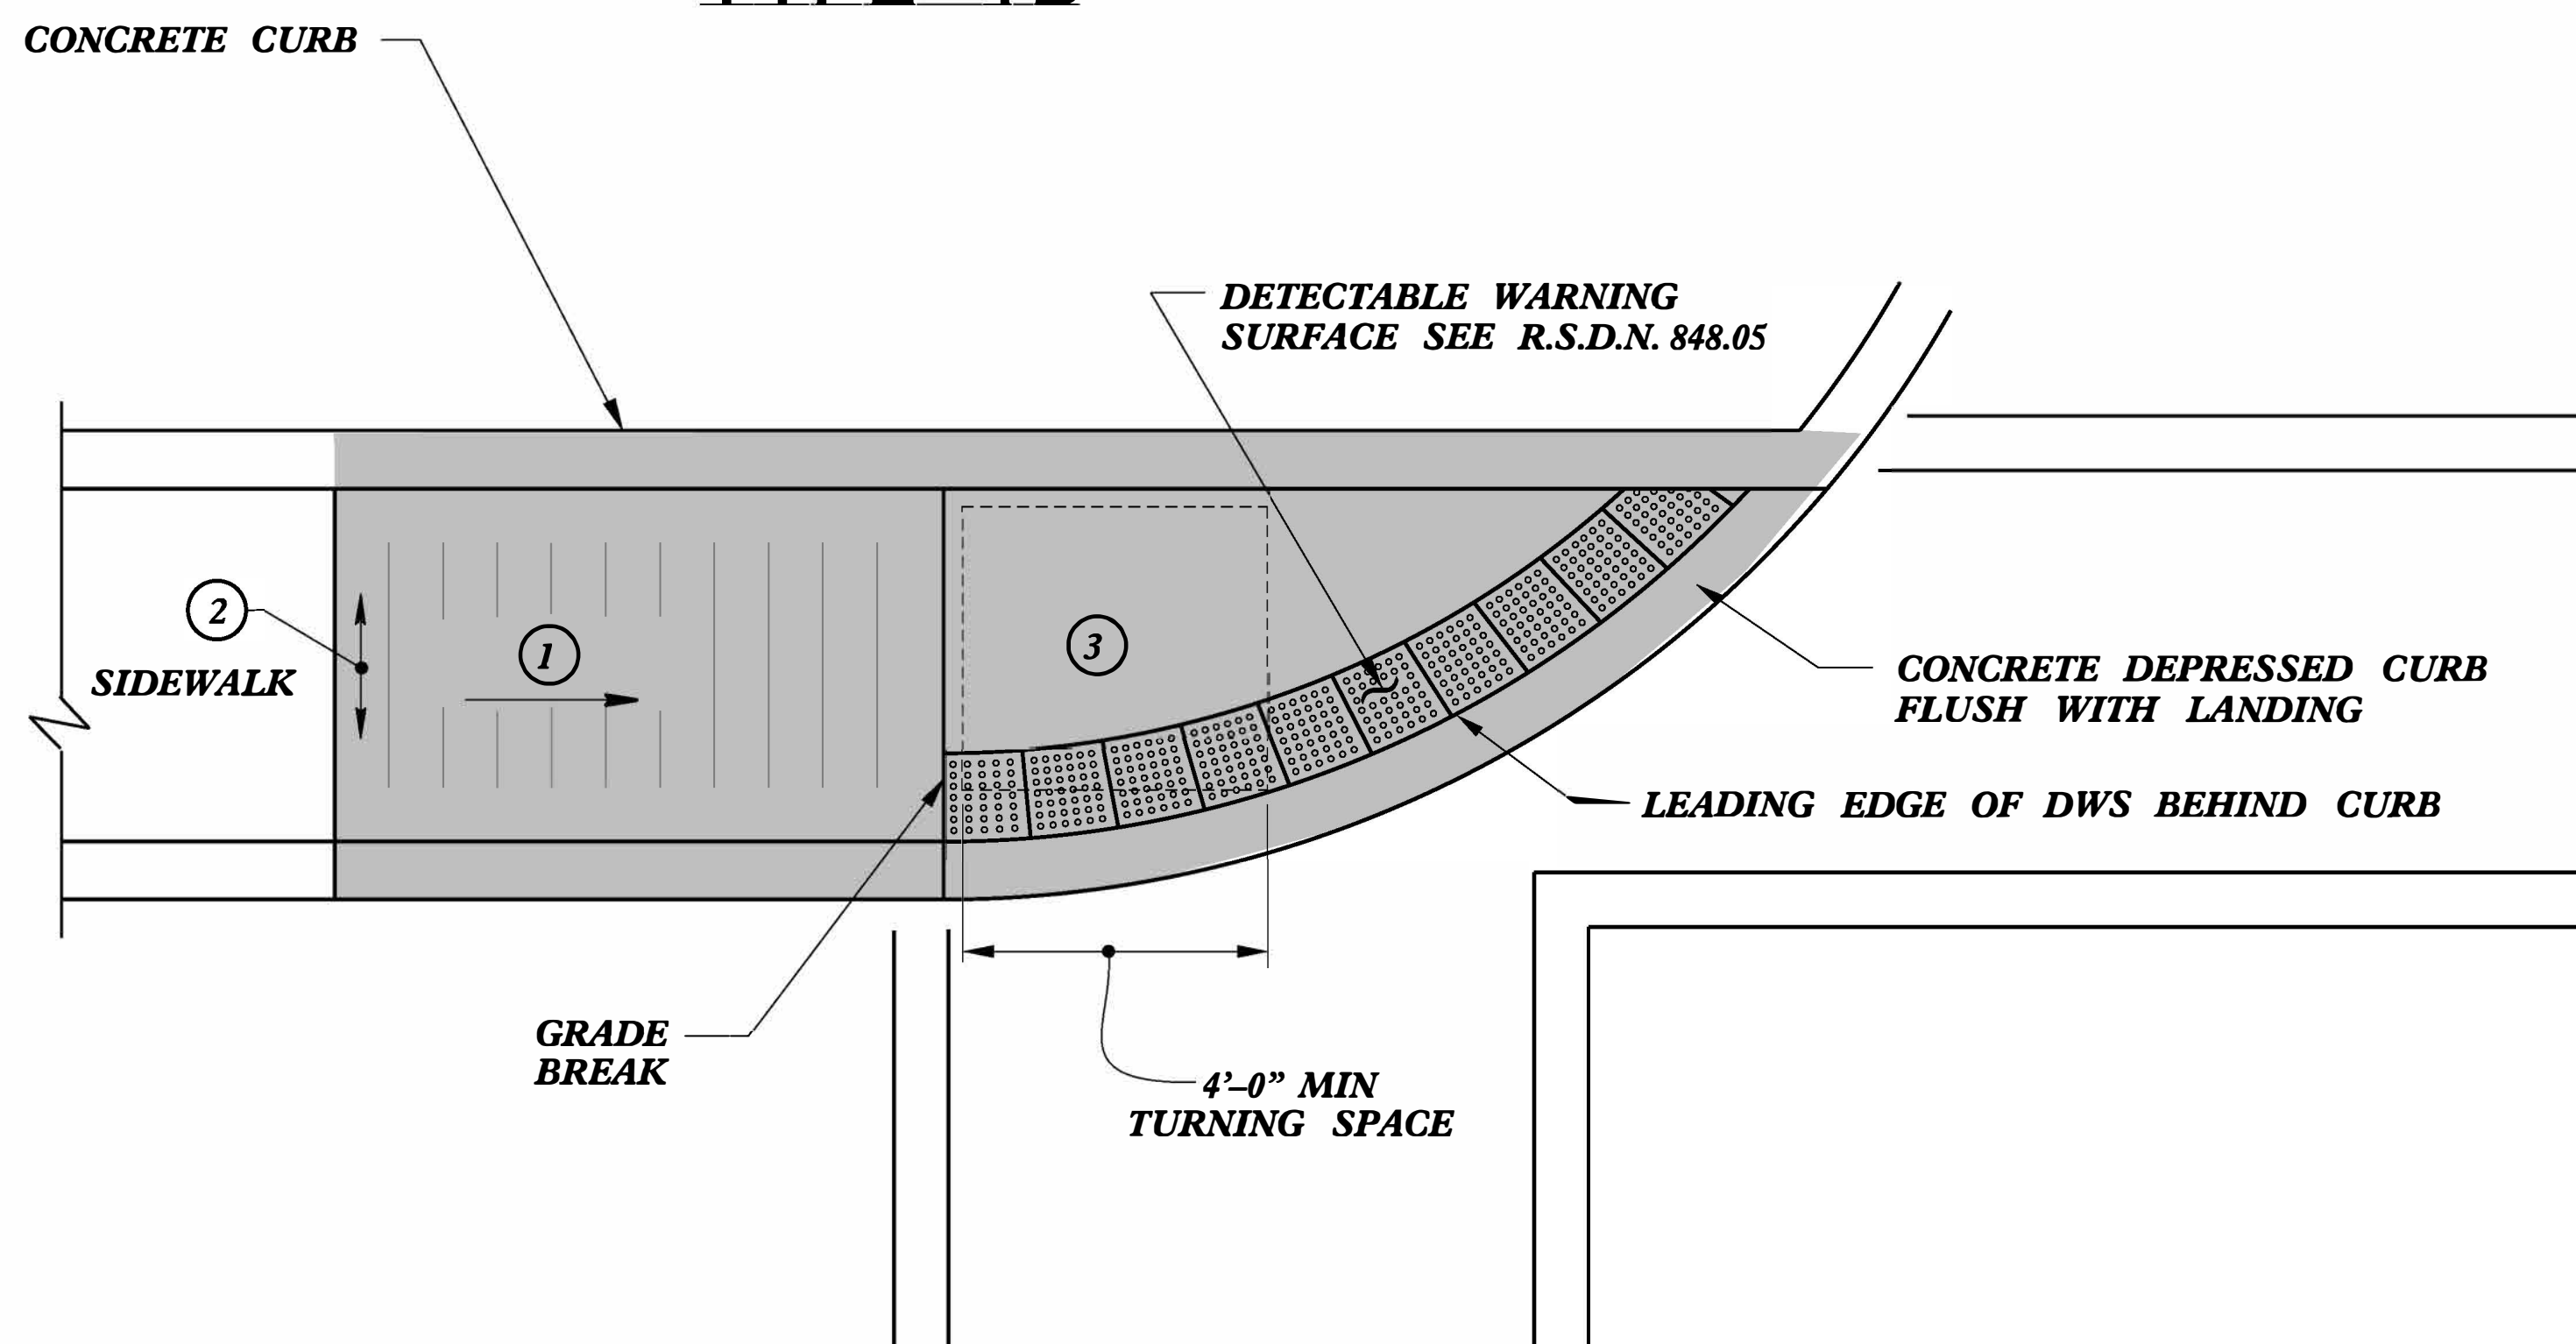 CONCRETE CURB
DETECTABLE WARNING
SURFACE SEE R.S.D.N. 848.05
2
SIDEWALK
1
3
CONCRETE DEPRESSED CURB
FLUSH WITH LANDING
LEADING EDGE OF DWS BEHIND CURB
GRADE
BREAK
4'–0” MIN
TURNING SPACE